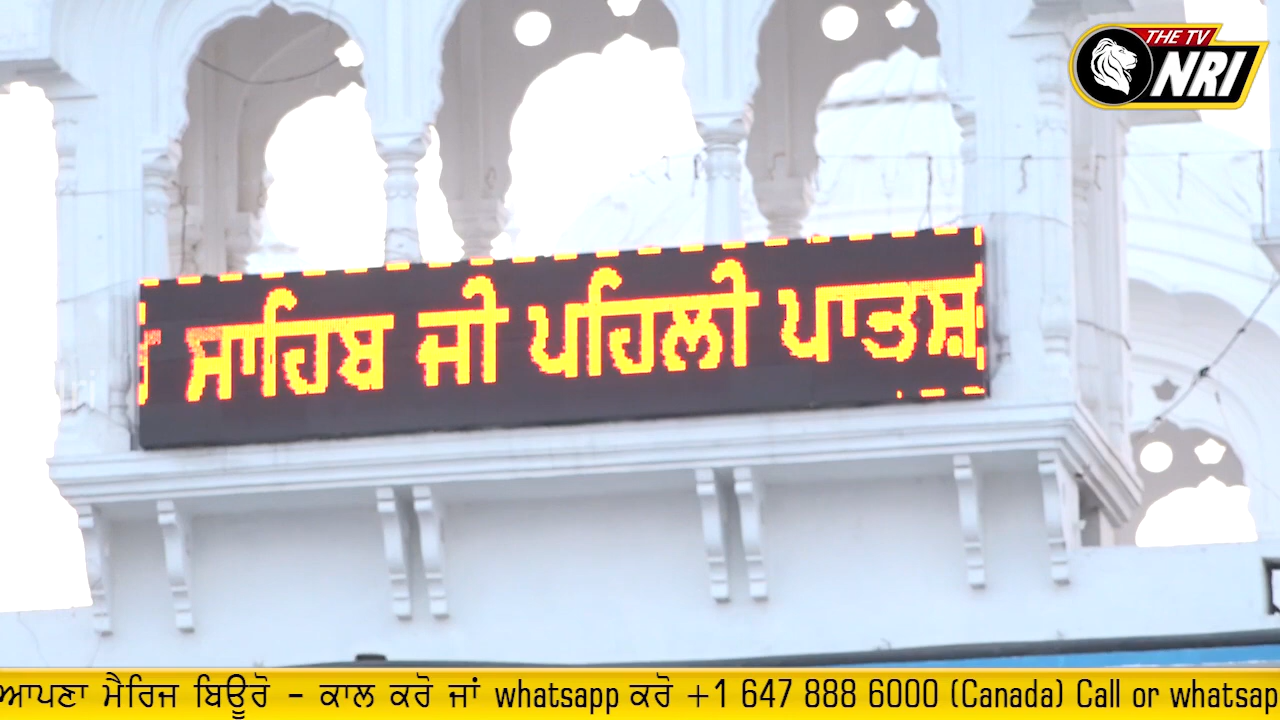 THE TV
NRI
ਸਾਹਿਬ ਜੀ ਪਹਿਲੀ ਪਾਤਸ਼
ਆਪਣਾ ਮੈਰਿਜ ਬਿਊਰੋ - ਕਾਲ ਕਰੋ ਜਾਂ whatsapp ਕਰੋ +1 647 888 6000 (Canada) Call or whatsap